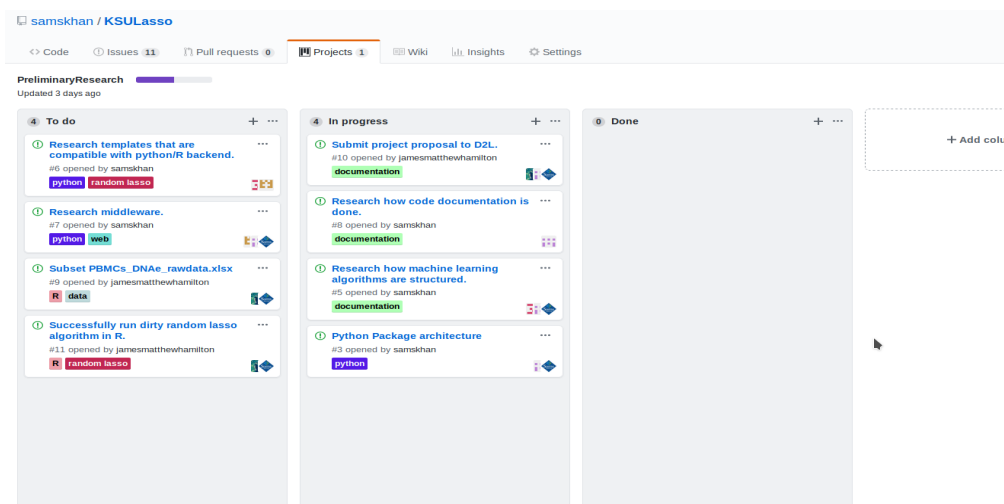 samskhan / KSULasso
Code Issues 11 Pull requests 0 Projects 1 Wiki Insights Settings
PreliminaryResearch
Updated 3 days ago
4 To do
Research templates that are
compatible with python/R backend.
#6 opened by samskhan
python random lasso
Research middleware.
#7 opened by samskhan
python web
Subset PBMCs_DNAe_rawdata.xlsx
#9 opened by jamesmatthewhamilton
R data
Successfully run dirty random lasso
algorithm in R.
#11 opened by jamesmatthewhamilton
R random lasso
4 In progress
Submit project proposal to D2L.
#10 opened by jamesmatthewhamilton
documentation
Research how code documentation is
done.
#8 opened by samskhan
documentation
Research how machine learning
algorithms are structured.
#5 opened by samskhan
documentation
Python Package architecture
#3 opened by samskhan
python
0 Done
+ Add colu